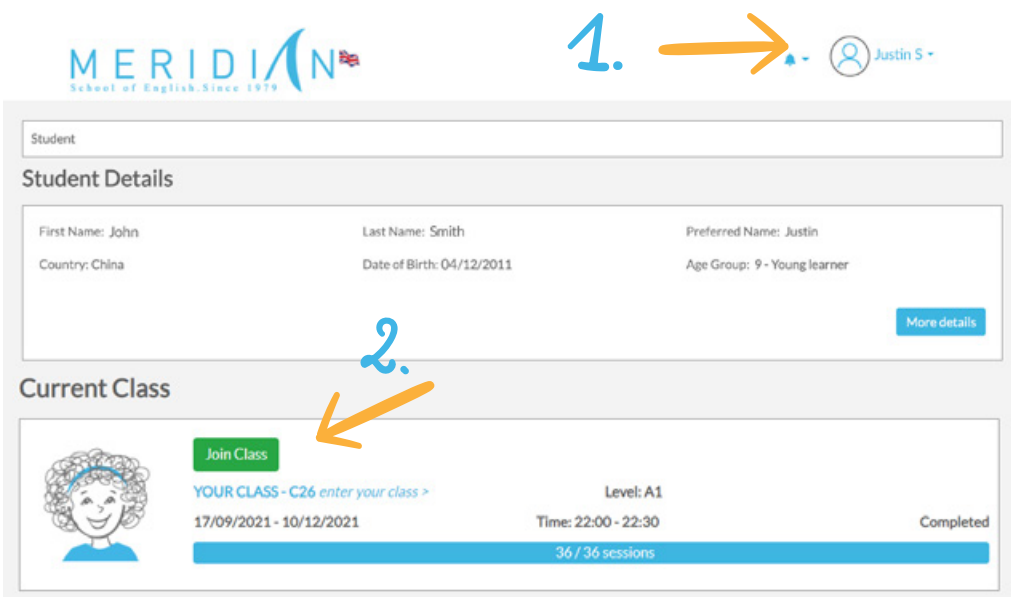 MERIDIAN
School of English.Since 1979
1.
Justin S
Student
Student Details
First Name: John
Last Name: Smith
Preferred Name: Justin
Country: China
Date of Birth: 04/12/2011
Age Group: 9 - Young learner
More details
2.
Current Class
Join Class
YOUR CLASS - C26 enter your class >
Level: A1
17/09/2021 - 10/12/2021
Time: 22:00 - 22:30
Completed
36 / 36 sessions